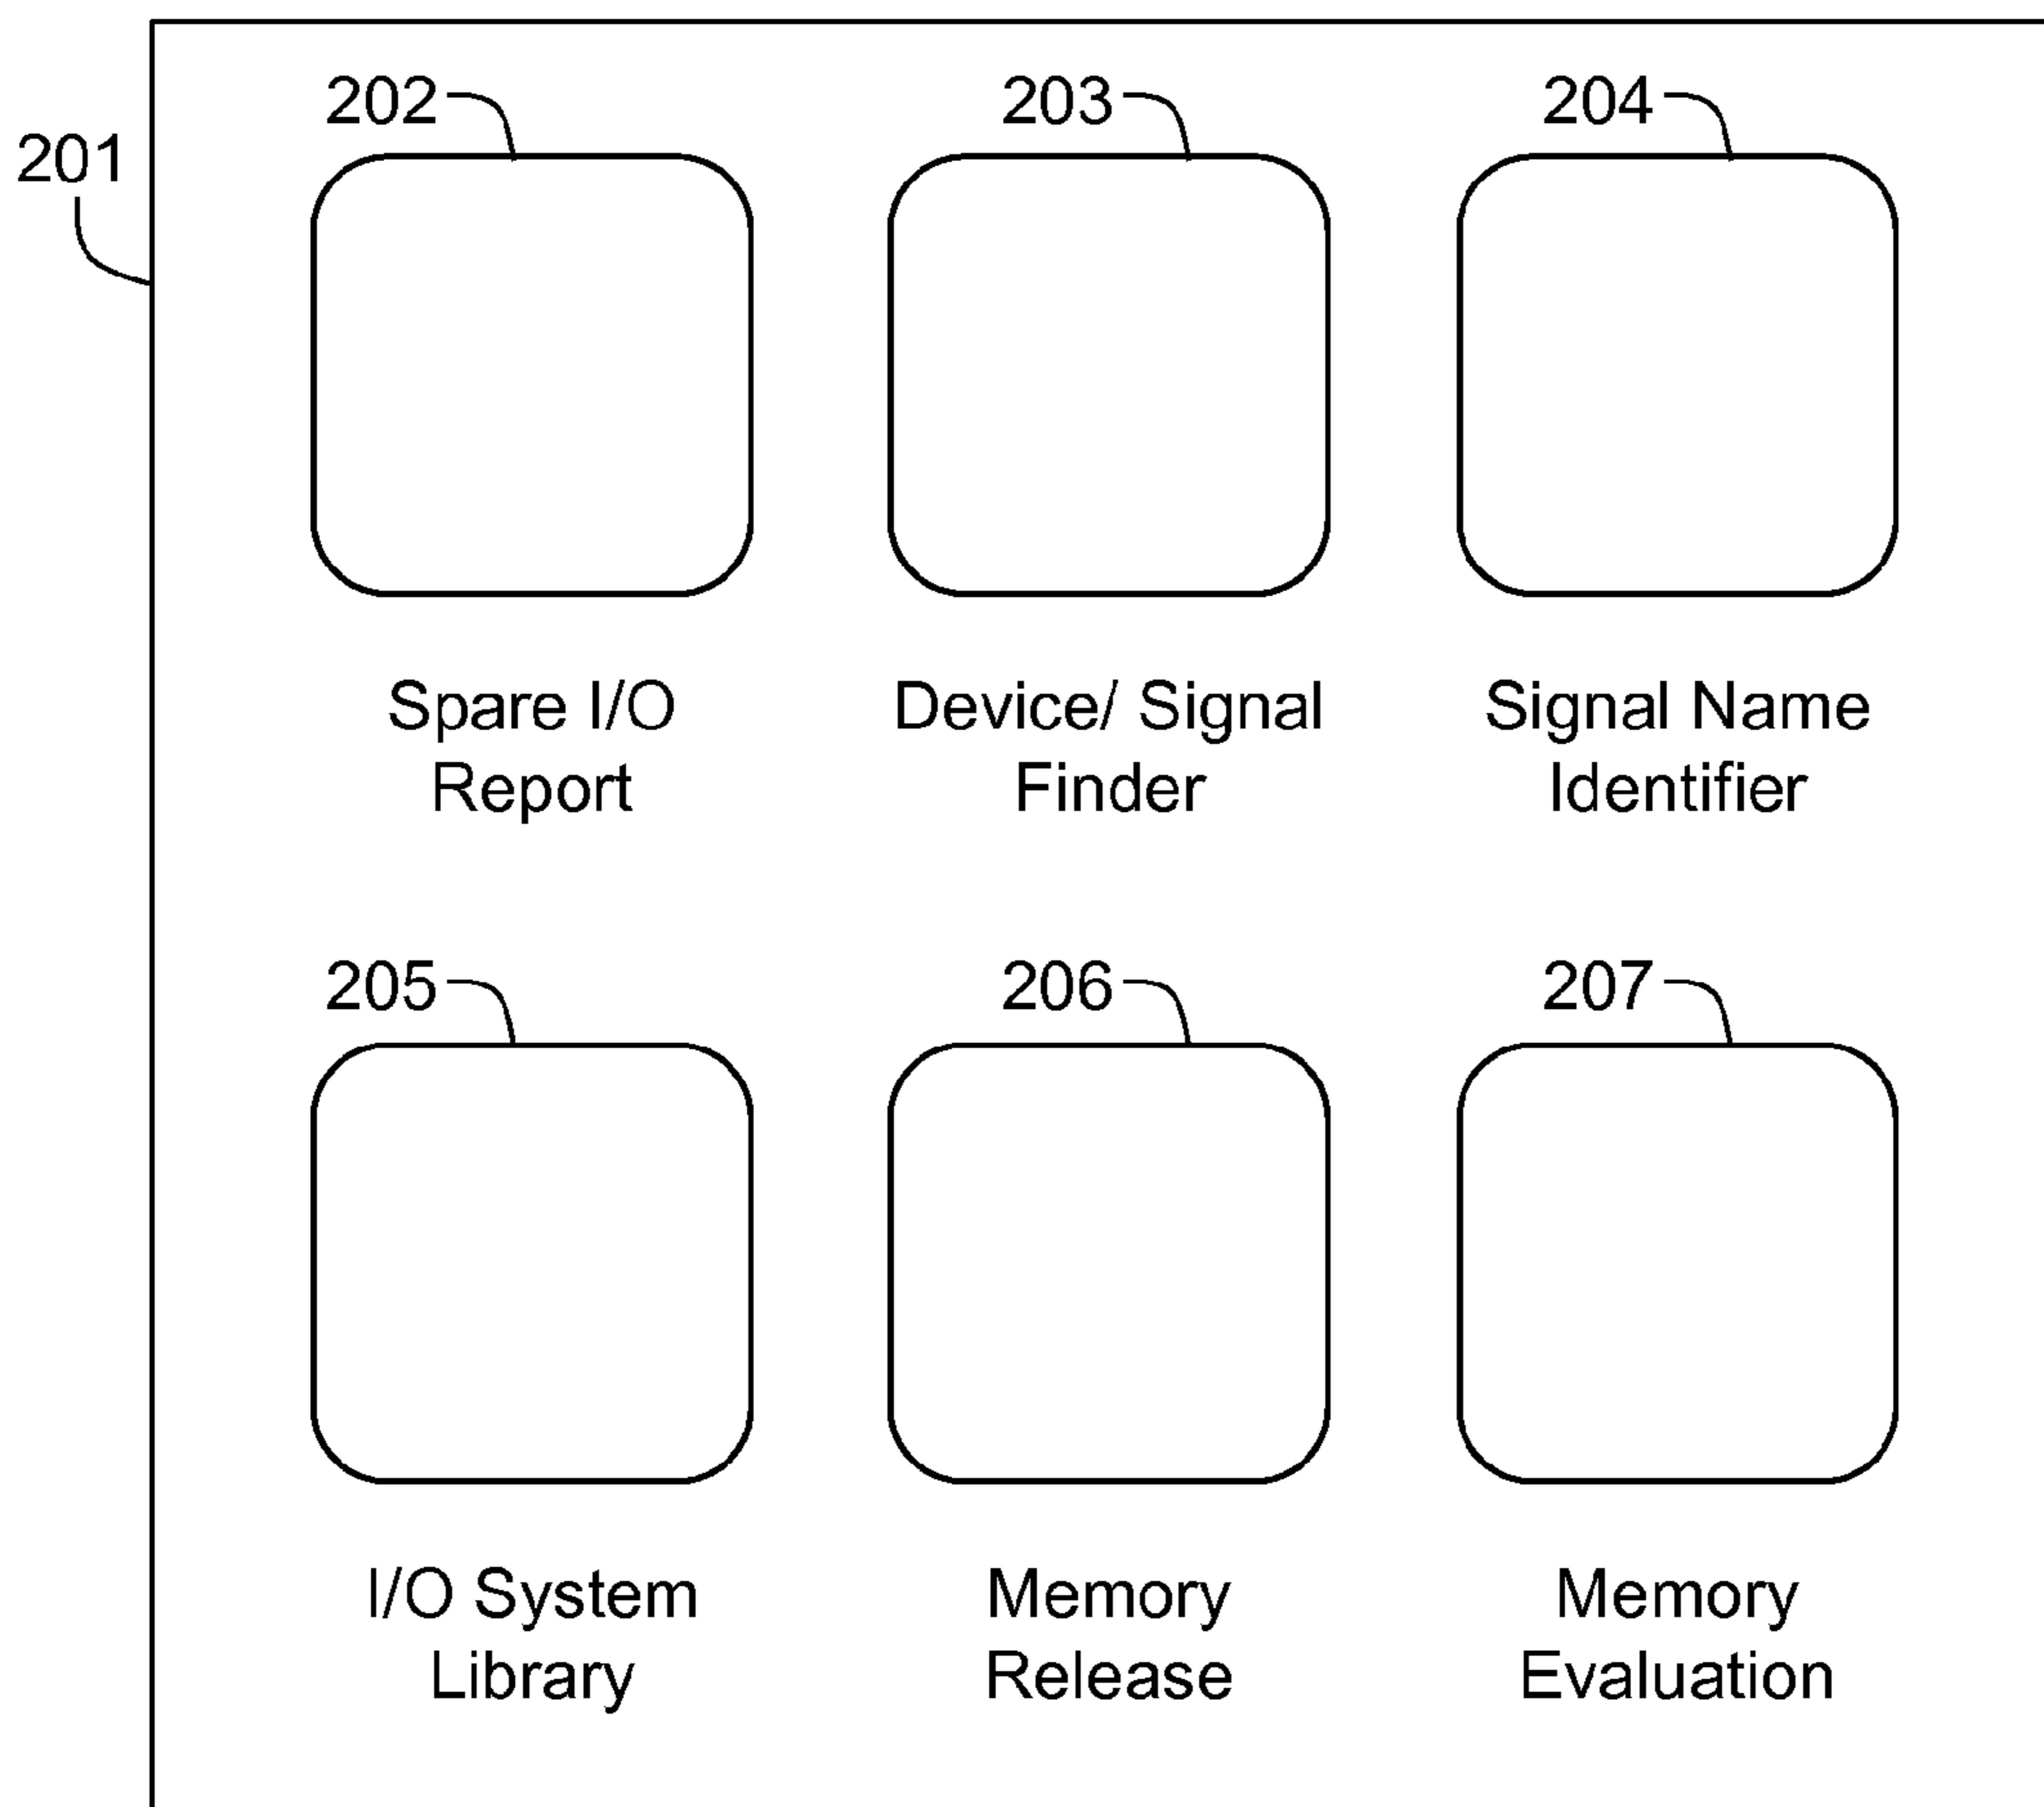 202
203
204
201
Spare I/O
Report
Device/ Signal
Finder
Signal Name
Identifier
205
206
207
I/O System
Library
Memory
Release
Memory
Evaluation